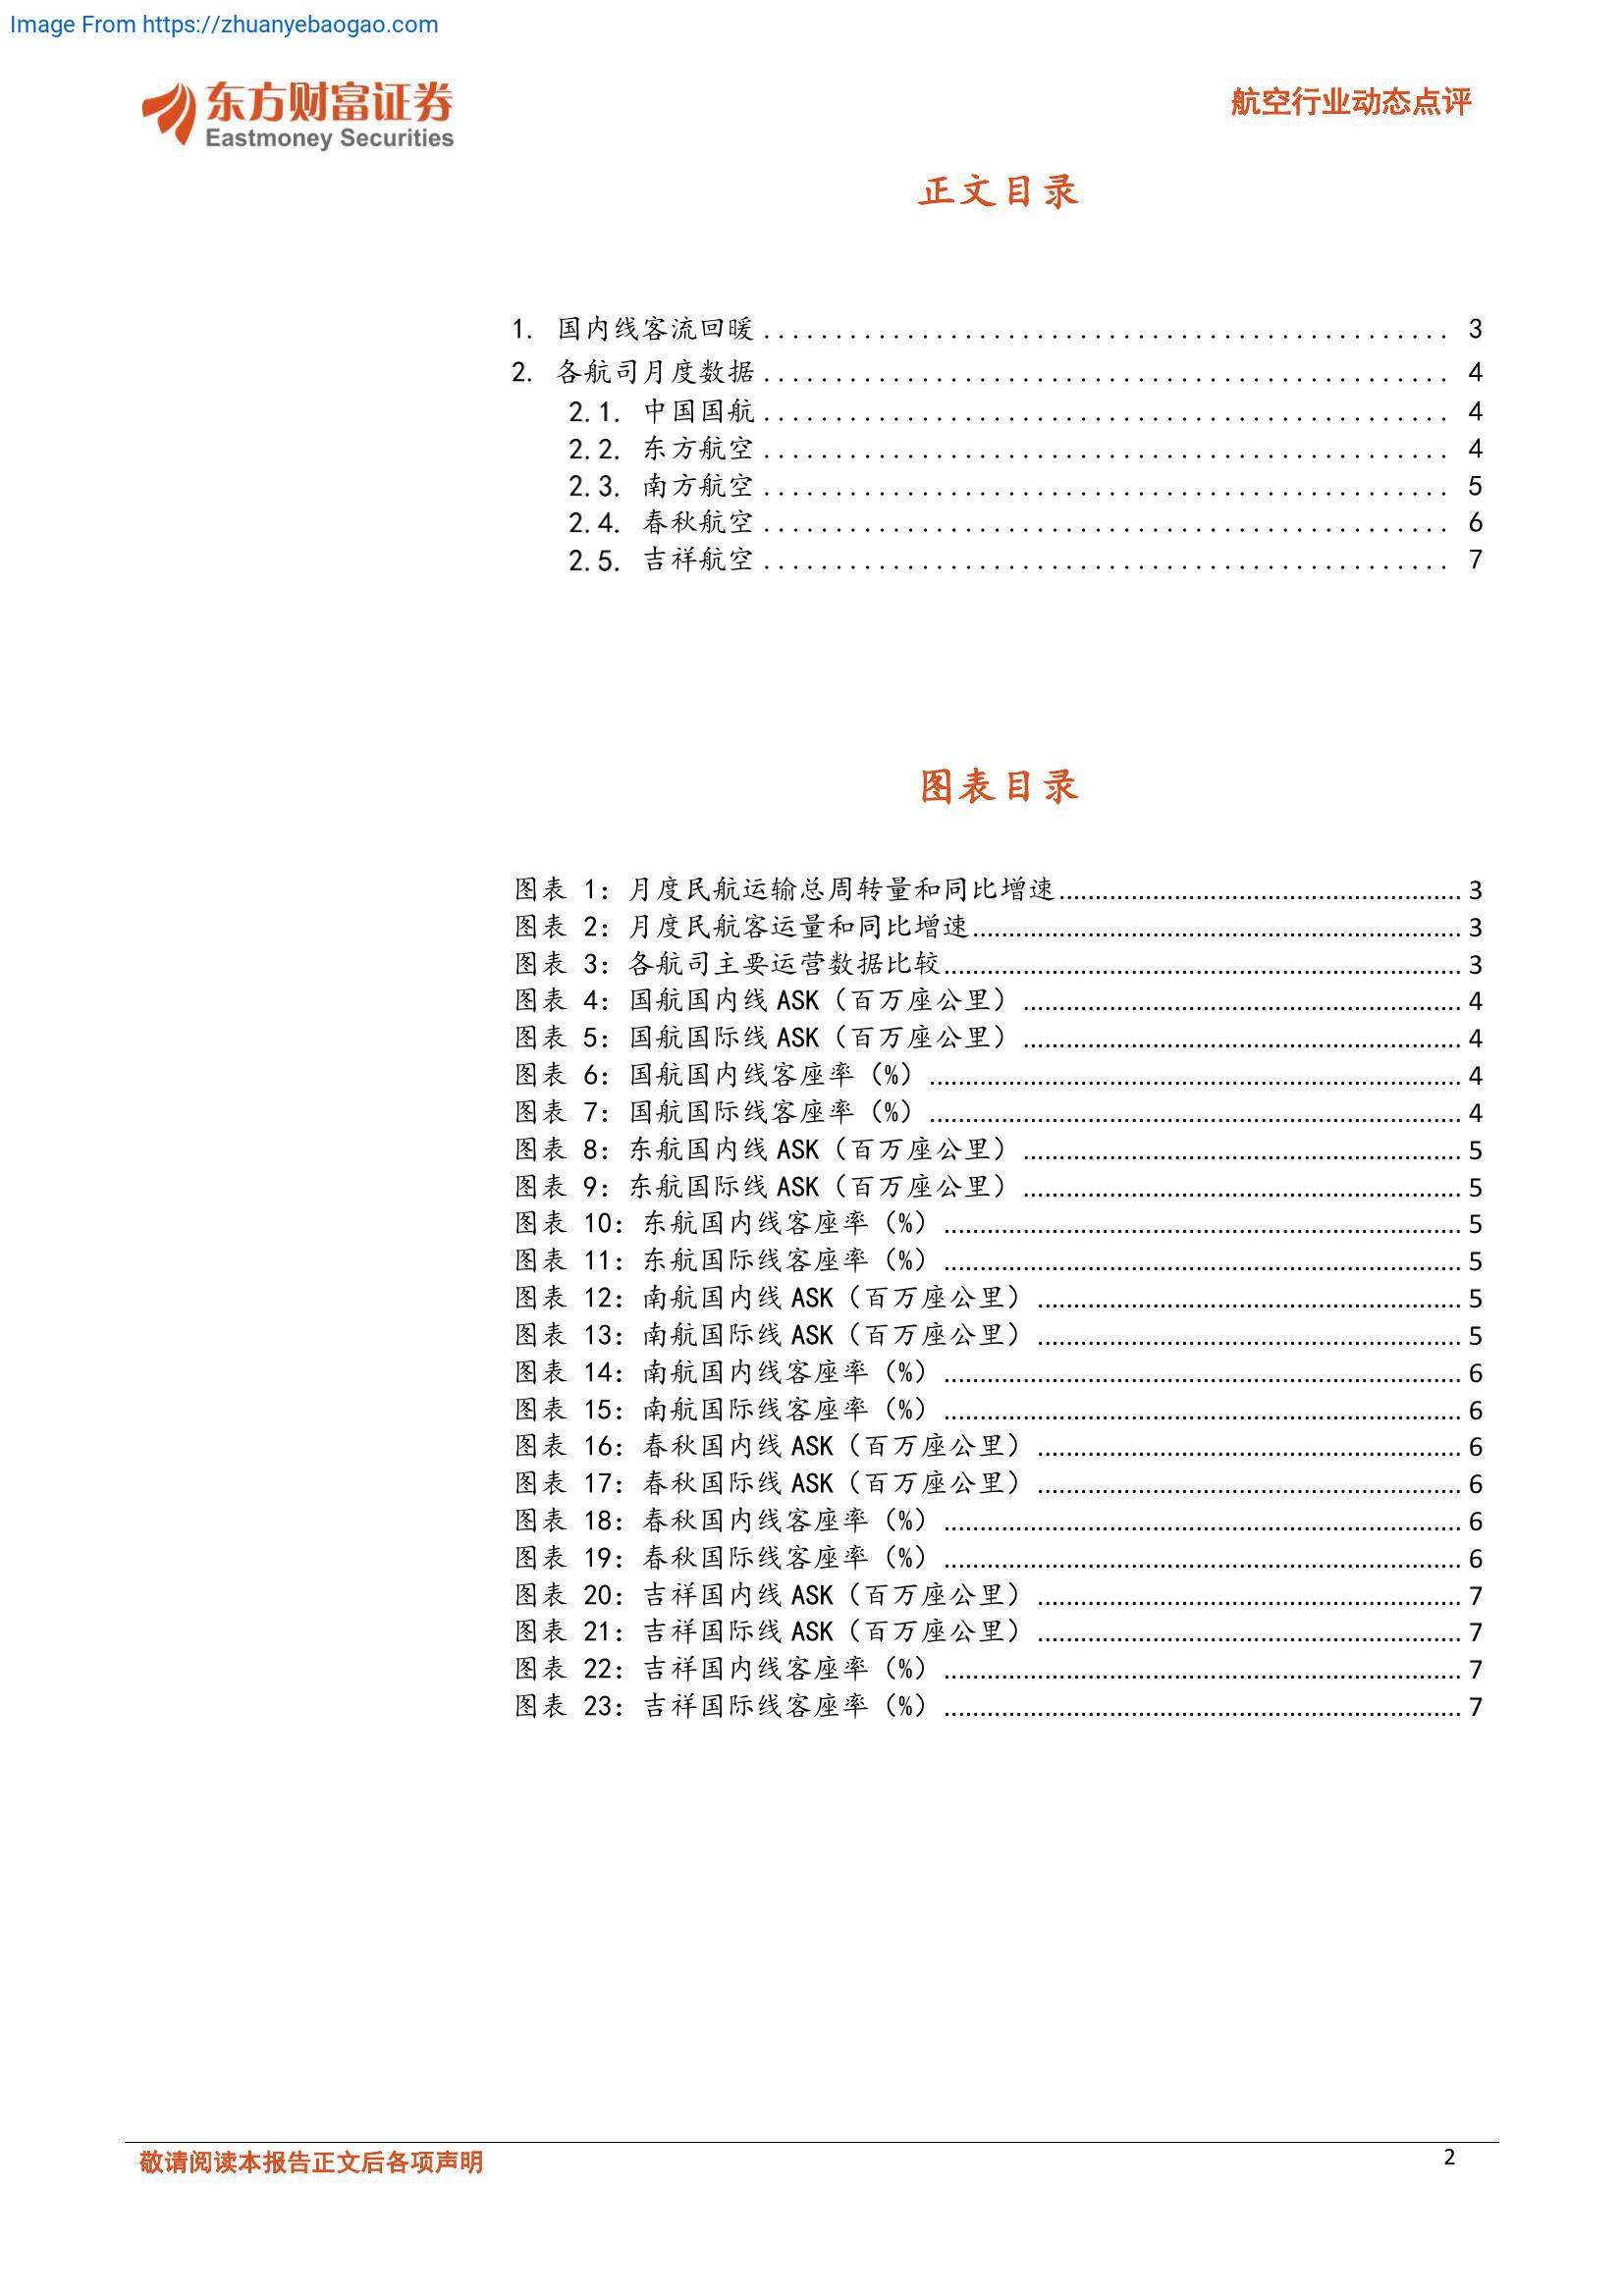 Image From https://zhuanyebaogao.com
东方财富证券
Eastmoney Securities
航空行业动态点评
正文目录
1. 国内线客流回暖 ................................................ 3
2. 各航司月度数据 ................................................ 4
2.1. 中国国航 ................................................ 4
2.2. 东方航空 ................................................ 4
2.3. 南方航空 ................................................ 5
2.4. 春秋航空 ................................................ 6
2.5. 吉祥航空 ................................................ 7
图表目录
图表 1：月度民航运输总周转量和同比增速 ................................ 3
图表 2：月度民航客运量和同比增速 ................................ 3
图表 3：各航司主要运营数据比较 ................................ 3
图表 4：国航国内线 ASK（百万座公里） ................................ 4
图表 5：国航国际线 ASK（百万座公里） ................................ 4
图表 6：国航国内线客座率（%） ................................ 4
图表 7：国航国际线客座率（%） ................................ 4
图表 8：东航国内线 ASK（百万座公里） ................................ 5
图表 9：东航国际线 ASK（百万座公里） ................................ 5
图表 10：东航国内线客座率（%） ................................ 5
图表 11：东航国际线客座率（%） ................................ 5
图表 12：南航国内线 ASK（百万座公里） ................................ 5
图表 13：南航国际线 ASK（百万座公里） ................................ 5
图表 14：南航国内线客座率（%） ................................ 6
图表 15：南航国际线客座率（%） ................................ 6
图表 16：春秋国内线 ASK（百万座公里） ................................ 6
图表 17：春秋国际线 ASK（百万座公里） ................................ 6
图表 18：春秋国内线客座率（%） ................................ 6
图表 19：春秋国际线客座率（%） ................................ 6
图表 20：吉祥国内线 ASK（百万座公里） ................................ 7
图表 21：吉祥国际线 ASK（百万座公里） ................................ 7
图表 22：吉祥国内线客座率（%） ................................ 7
图表 23：吉祥国际线客座率（%） ................................ 7
敬请阅读本报告正文后各项声明
2